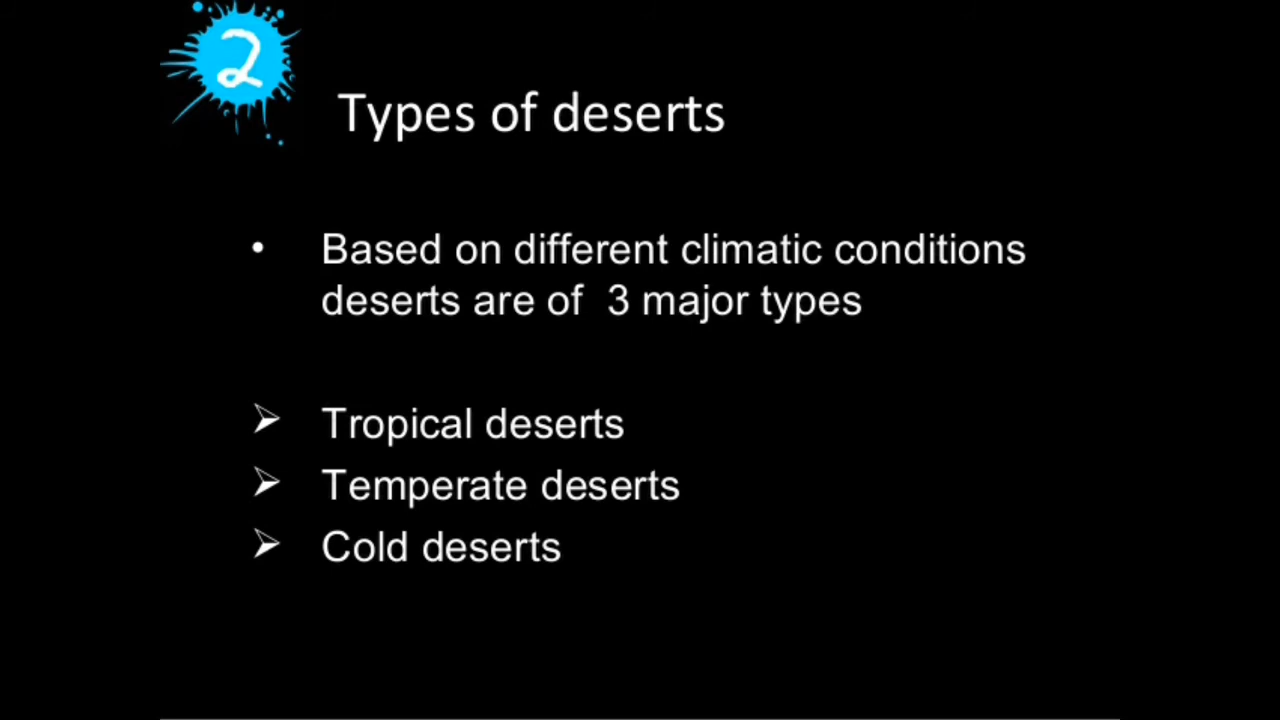 2
Types of deserts
• Based on different climatic conditions
deserts are of 3 major types
➢ Tropical deserts
➢ Temperate deserts
➢ Cold deserts